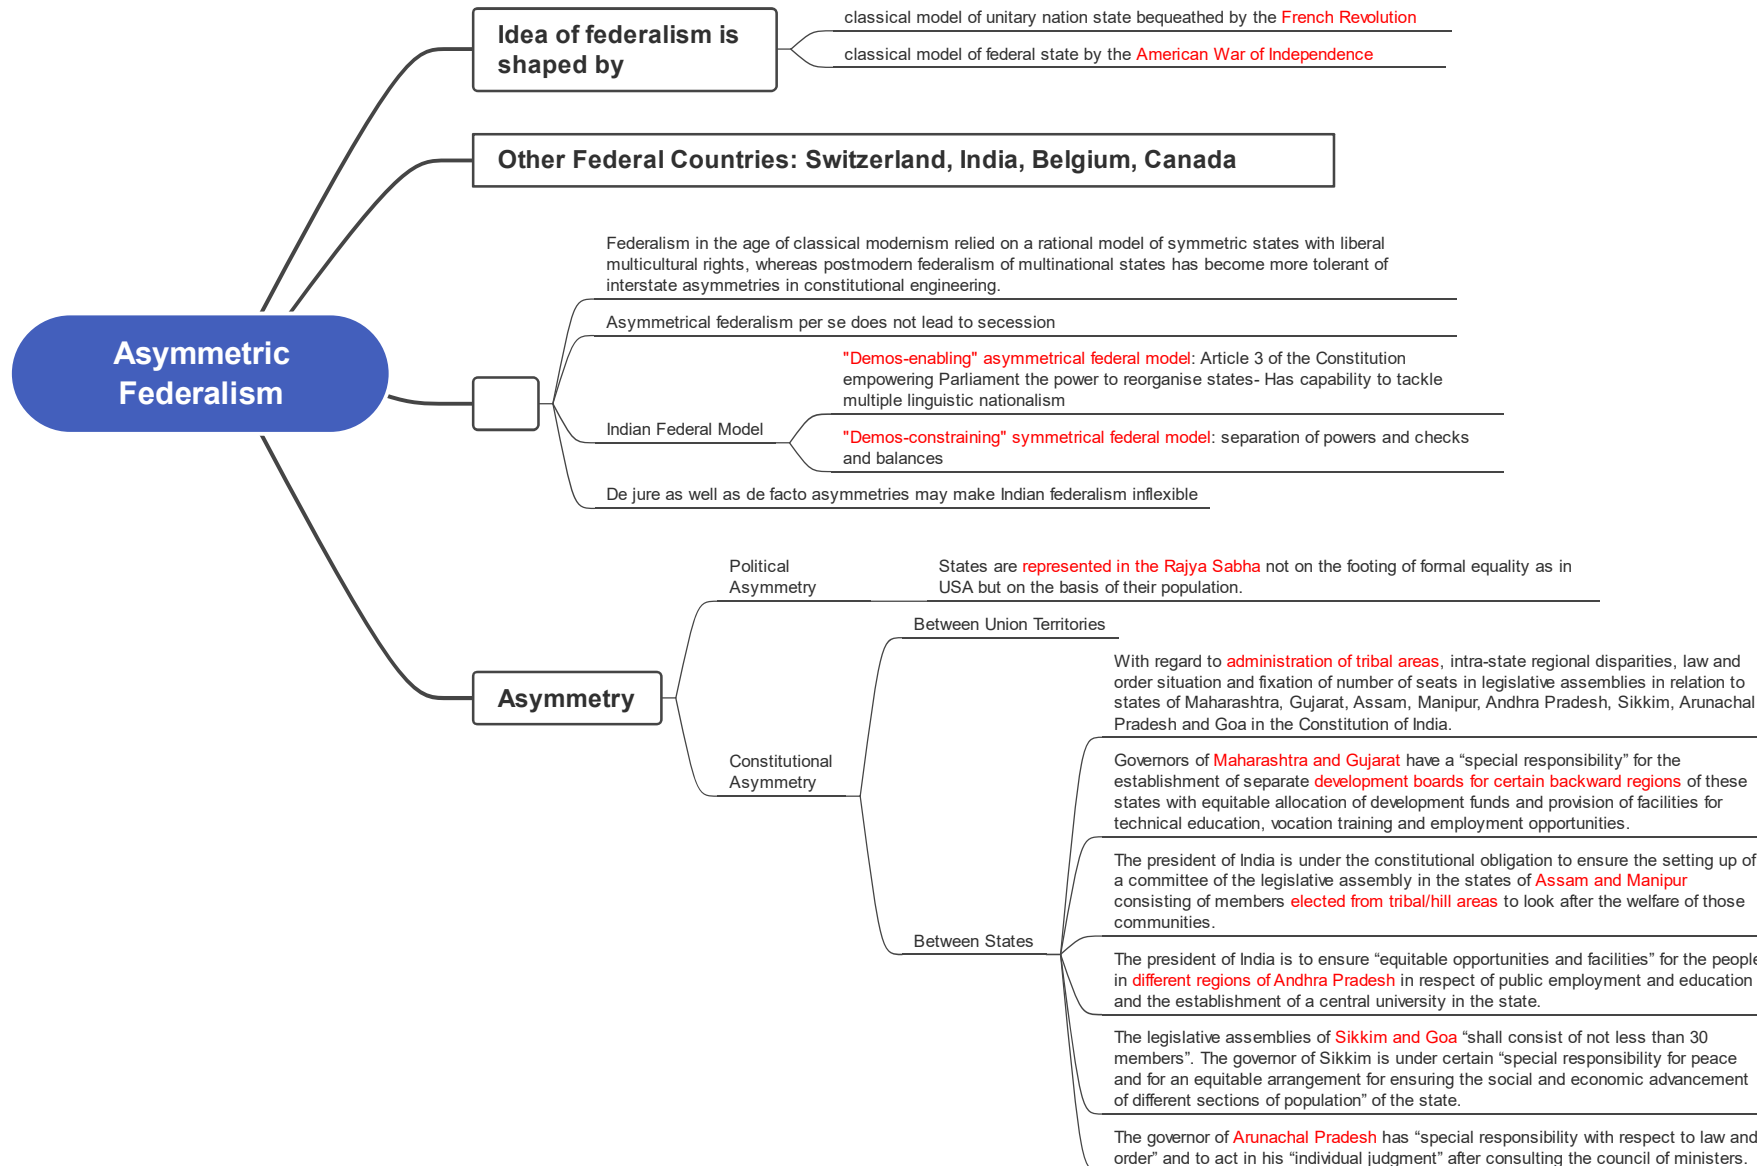 Asymmetric
Federalism
Idea of federalism is
shaped by
classical model of unitary nation state bequeathed by the French Revolution
classical model of federal state by the American War of Independence
Other Federal Countries: Switzerland, India, Belgium, Canada
Federalism in the age of classical modernism relied on a rational model of symmetric states with liberal
multicultural rights, whereas postmodern federalism of multinational states has become more tolerant of
interstate asymmetries in constitutional engineering.
Asymmetrical federalism per se does not lead to secession
Indian Federal Model
"Demos-enabling" asymmetrical federal model: Article 3 of the Constitution
empowering Parliament the power to reorganise states- Has capability to tackle
multiple linguistic nationalism
"Demos-constraining" symmetrical federal model: separation of powers and checks
and balances
De jure as well as de facto asymmetries may make Indian federalism inflexible
Asymmetry
Political
Asymmetry
States are represented in the Rajya Sabha not on the footing of formal equality as in
USA but on the basis of their population.
Constitutional
Asymmetry
Between Union Territories
Between States
With regard to administration of tribal areas, intra-state regional disparities, law and
order situation and fixation of number of seats in legislative assemblies in relation to
states of Maharashtra, Gujarat, Assam, Manipur, Andhra Pradesh, Sikkim, Arunachal
Pradesh and Goa in the Constitution of India.
Governors of Maharashtra and Gujarat have a “special responsibility” for the
establishment of separate development boards for certain backward regions of these
states with equitable allocation of development funds and provision of facilities for
technical education, vocation training and employment opportunities.
The president of India is under the constitutional obligation to ensure the setting up of
a committee of the legislative assembly in the states of Assam and Manipur
consisting of members elected from tribal/hill areas to look after the welfare of those
communities.
The president of India is to ensure “equitable opportunities and facilities” for the people
in different regions of Andhra Pradesh in respect of public employment and education
and the establishment of a central university in the state.
The legislative assemblies of Sikkim and Goa “shall consist of not less than 30
members”. The governor of Sikkim is under certain “special responsibility for peace
and for an equitable arrangement for ensuring the social and economic advancement
of different sections of population” of the state.
The governor of Arunachal Pradesh has “special responsibility with respect to law and
order” and to act in his “individual judgment” after consulting the council of ministers.